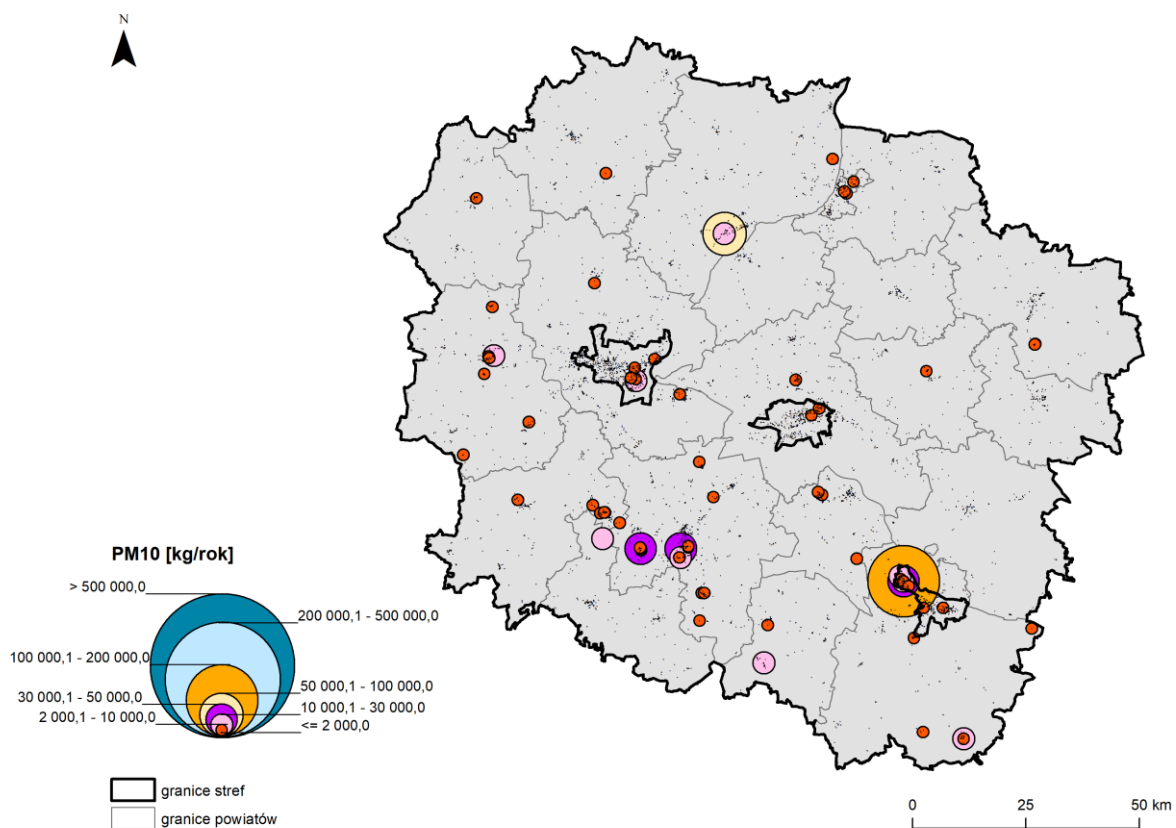 N
PM10 [kg/rok]
> 500 000,0
200 000,1 - 500 000,0
100 000,1 - 200 000,0
50 000,1 - 100 000,0
30 000,1 - 50 000,0
10 000,1 - 30 000,0
2 000,1 - 10 000,0
<= 2 000,0
granice stref
granice powiatów
0 25 50 km